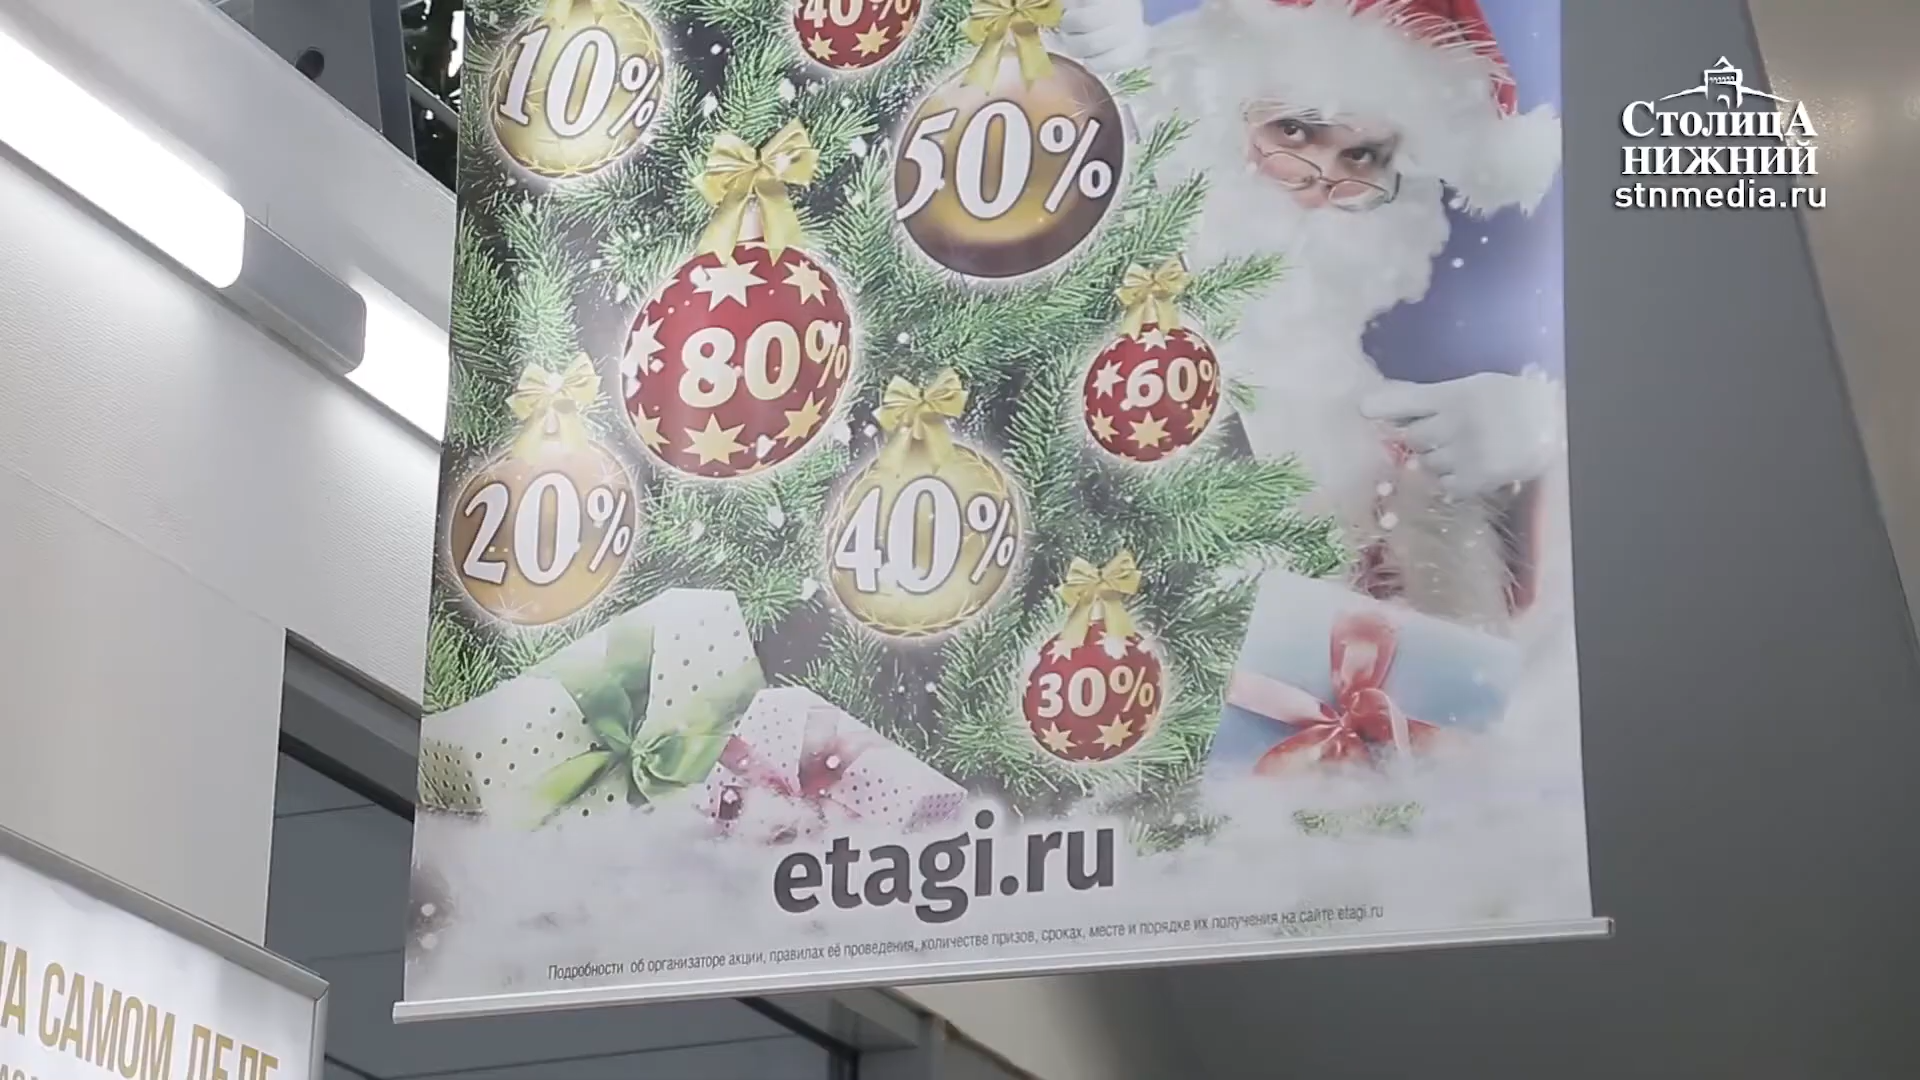 40%
10%
50%
80%
60%
20%
40%
30%
etagi.ru
Подробности об организаторе акции, правилах её проведения, количестве призов, сроках, месте и порядке их получения на сайте etagi.ru
СТОЛИЦА
НИЖНИЙ
stnmedia.ru
НА САМОМ ДЕЛЕ